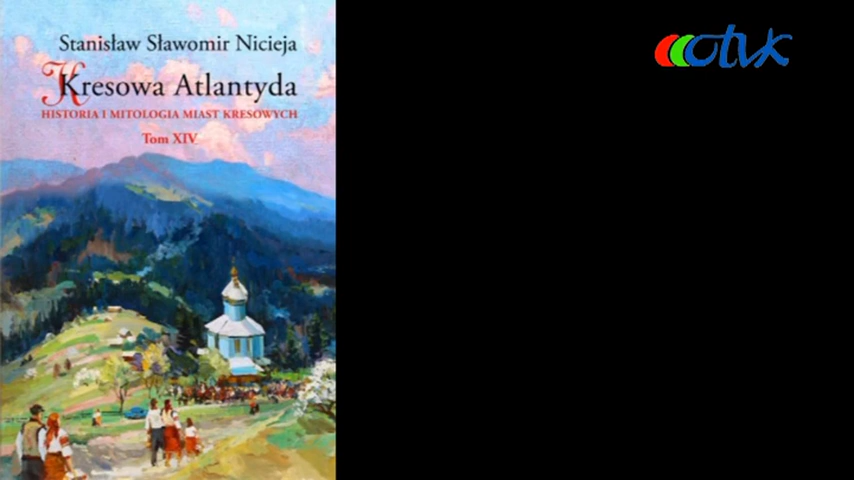 Stanisław Sławomir Nicieja
Kresowa Atlantyda
HISTORIA I MITOLOGIA MIAST KRESOWYCH
Tom XIV
otvk